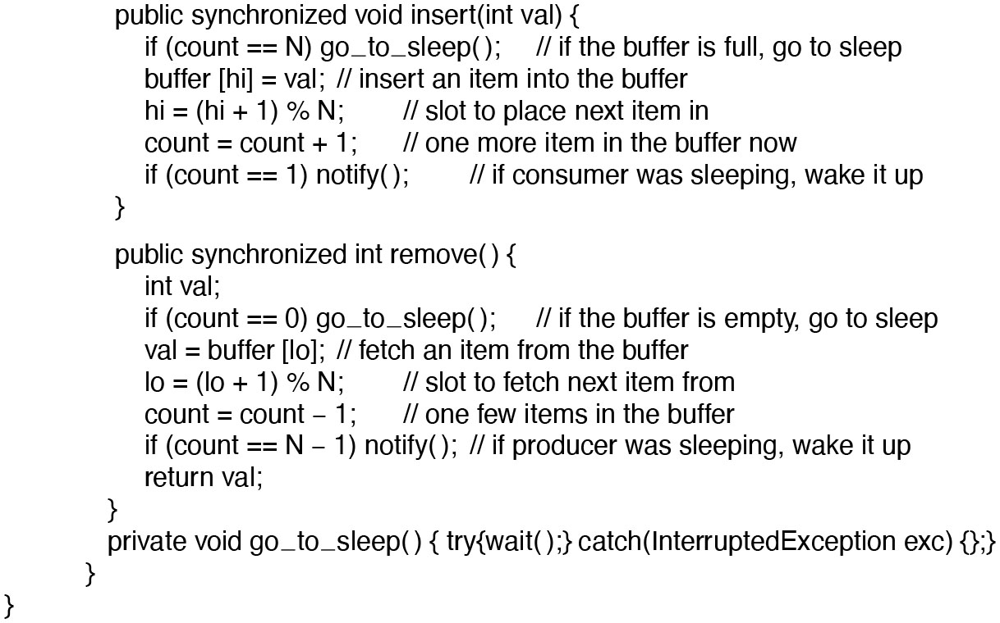 public synchronized void insert(int val) {
if (count == N) go_to_sleep(); // if the buffer is full, go to sleep
buffer [hi] = val; // insert an item into the buffer
hi = (hi + 1) % N; // slot to place next item in
count = count + 1; // one more item in the buffer now
if (count == 1) notify(); // if consumer was sleeping, wake it up
}
public synchronized int remove() {
int val;
if (count == 0) go_to_sleep(); // if the buffer is empty, go to sleep
val = buffer [lo]; // fetch an item from the buffer
lo = (lo + 1) % N; // slot to fetch next item from
count = count – 1; // one few items in the buffer
if (count == N – 1) notify(); // if producer was sleeping, wake it up
return val;
}
private void go_to_sleep() { try{wait();} catch(InterruptedException exc) {};}
}
}